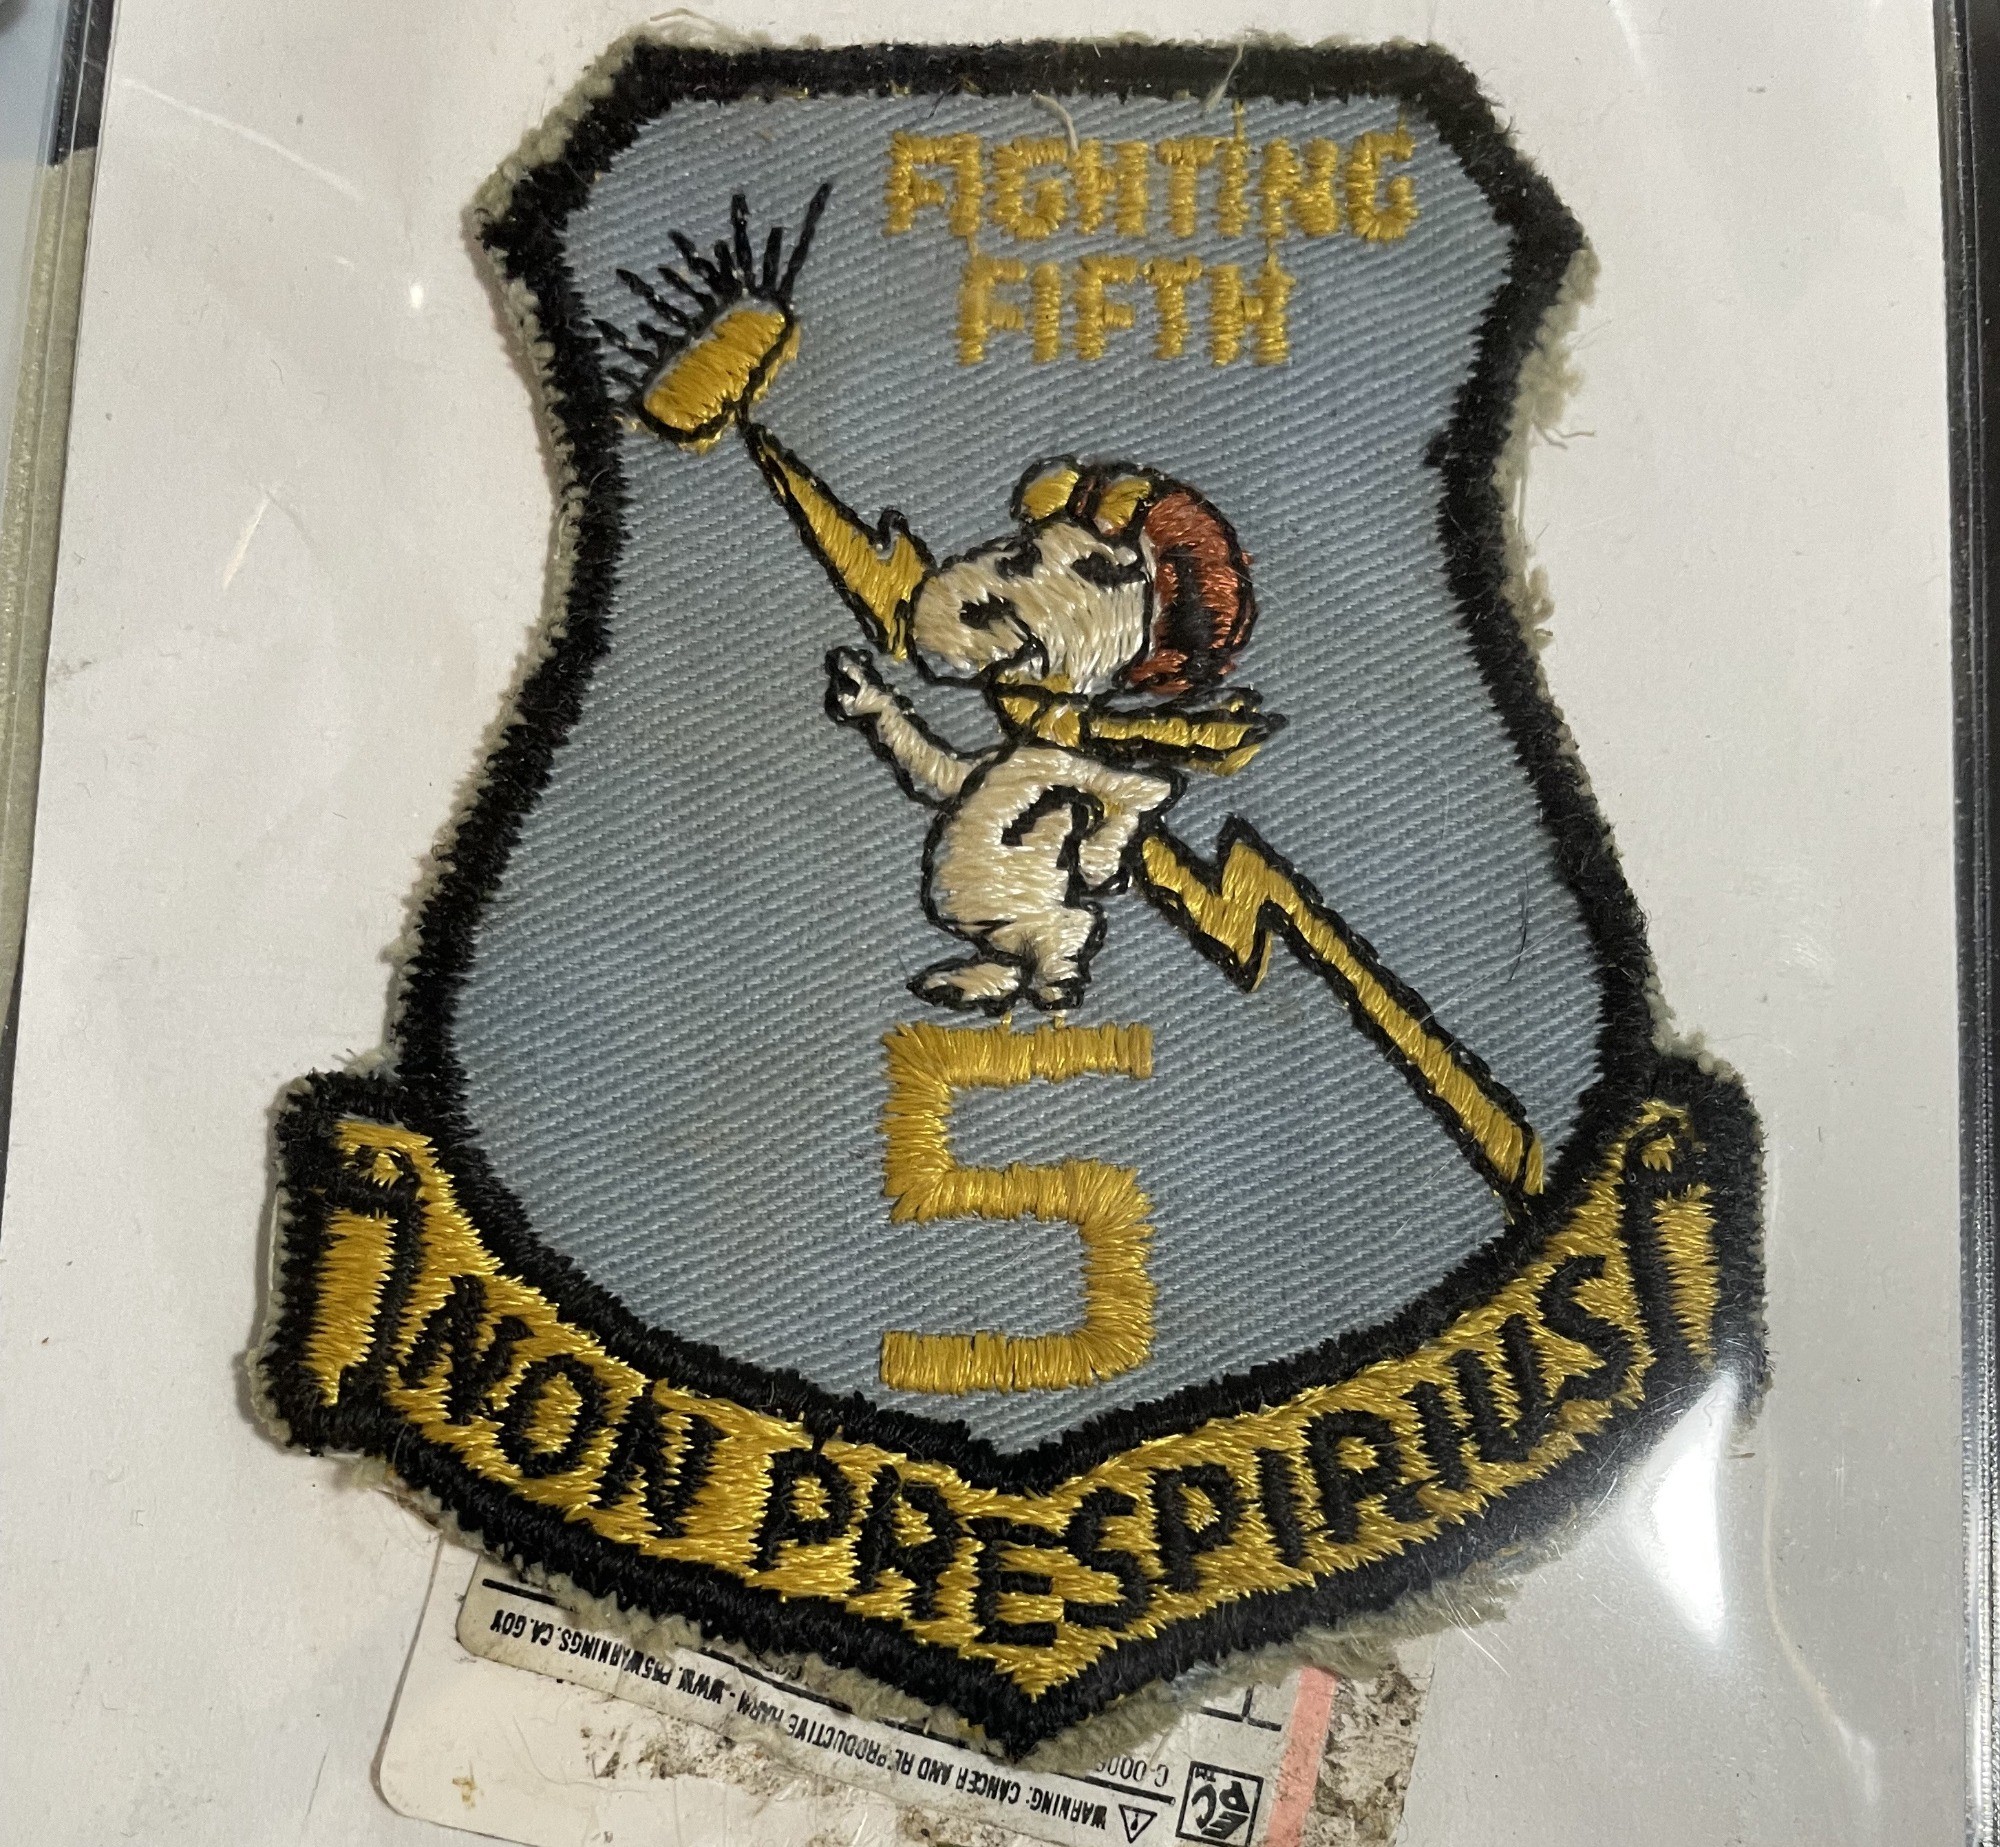 FIGHTING
FIFTH
5
NON PRESPIRIUS
WARNING: CANCER AND REPRODUCTIVE HARM - WWW.P65WARNINGS.CA.GOV